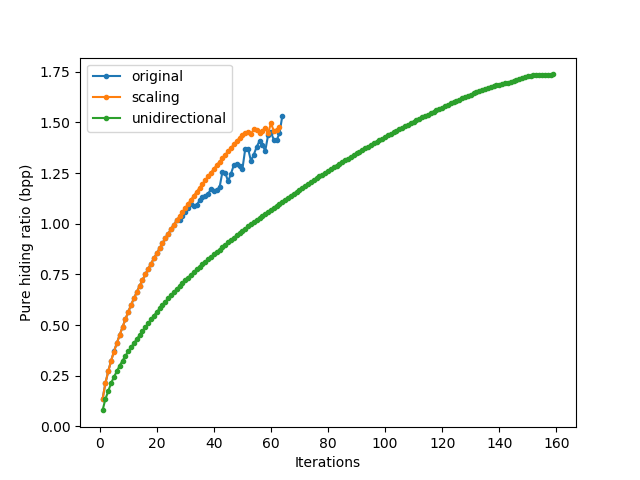 original
scaling
unidirectional
Pure hiding ratio (bpp)
1.75
1.50
1.25
1.00
0.75
0.50
0.25
0.00
0 20 40 60 80 100 120 140 160
Iterations